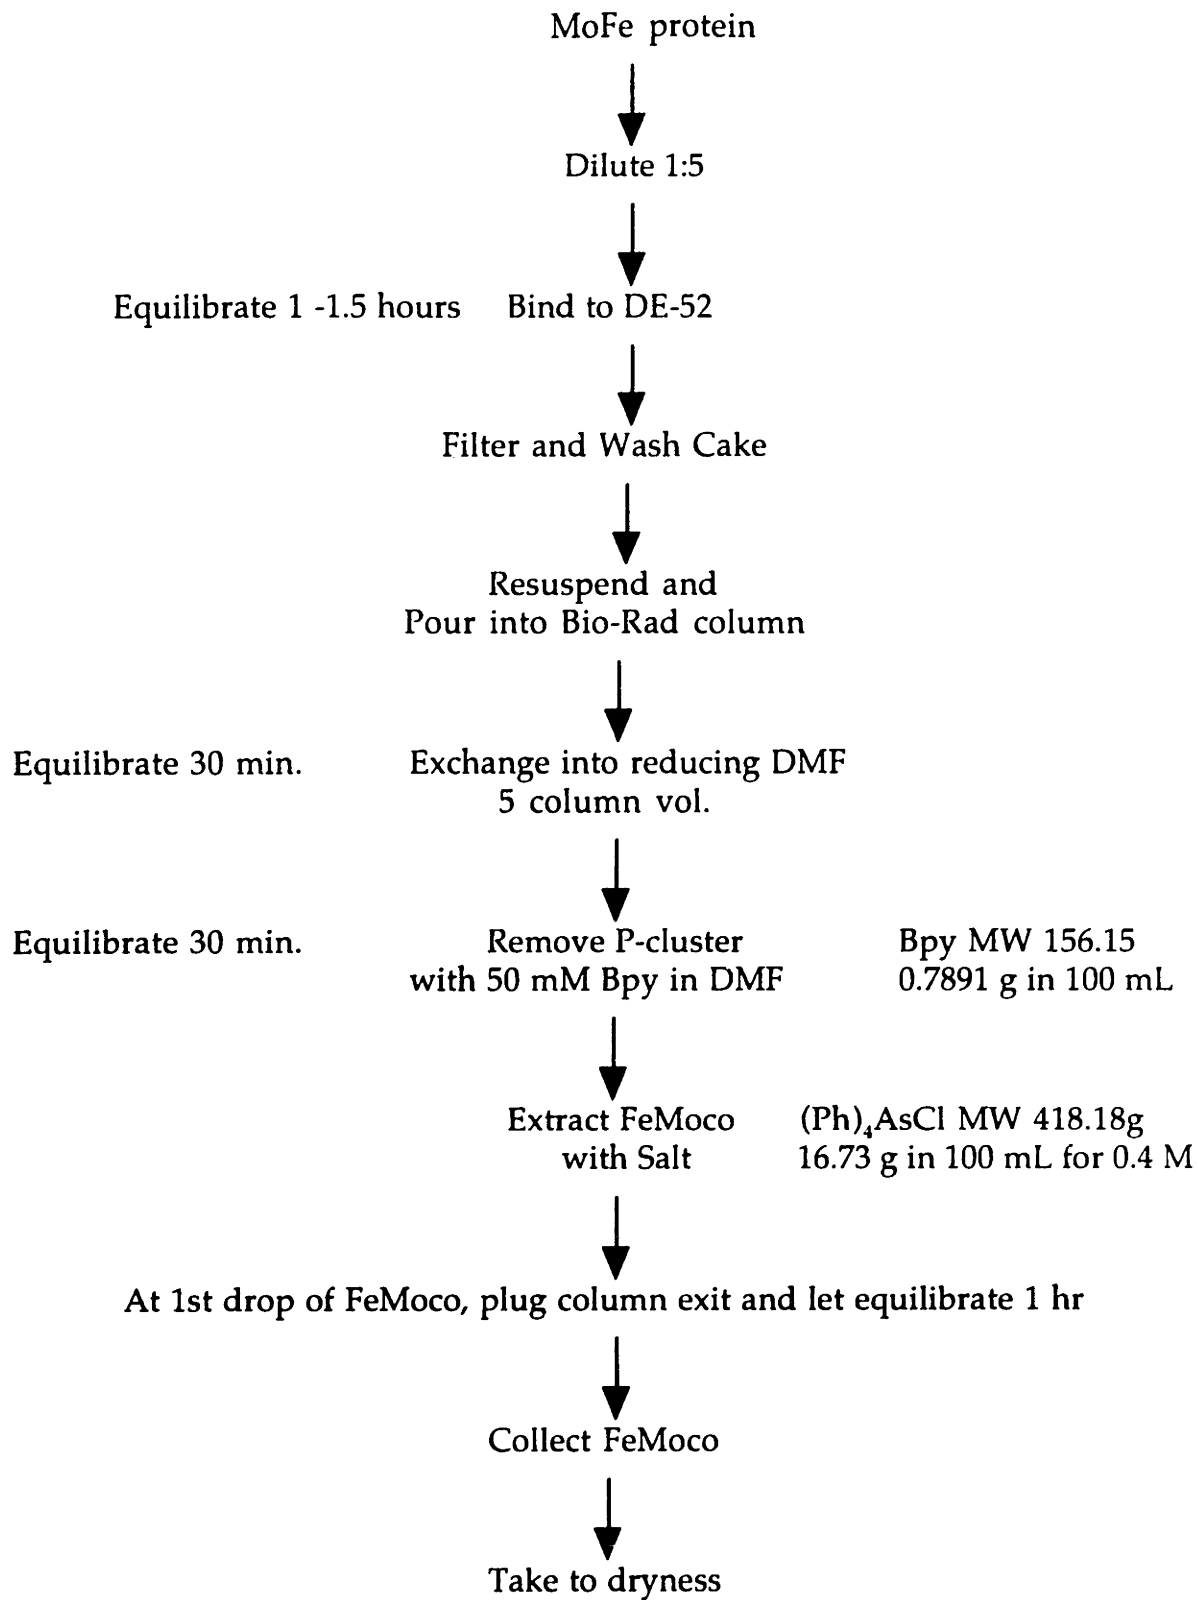 MoFe protein
Dilute 1:5
Equilibrate 1 -1.5 hours Bind to DE-52
Filter and Wash Cake
Resuspend and
Pour into Bio-Rad column
Equilibrate 30 min. Exchange into reducing DMF
5 column vol.
Equilibrate 30 min. Remove P-cluster Bpy MW 156.15
with 50 mM Bpy in DMF 0.7891 g in 100 mL
Extract FeMoco (Ph)₄AsCl MW 418.18g
with Salt 16.73 g in 100 mL for 0.4 M
At 1st drop of FeMoco, plug column exit and let equilibrate 1 hr
Collect FeMoco
Take to dryness